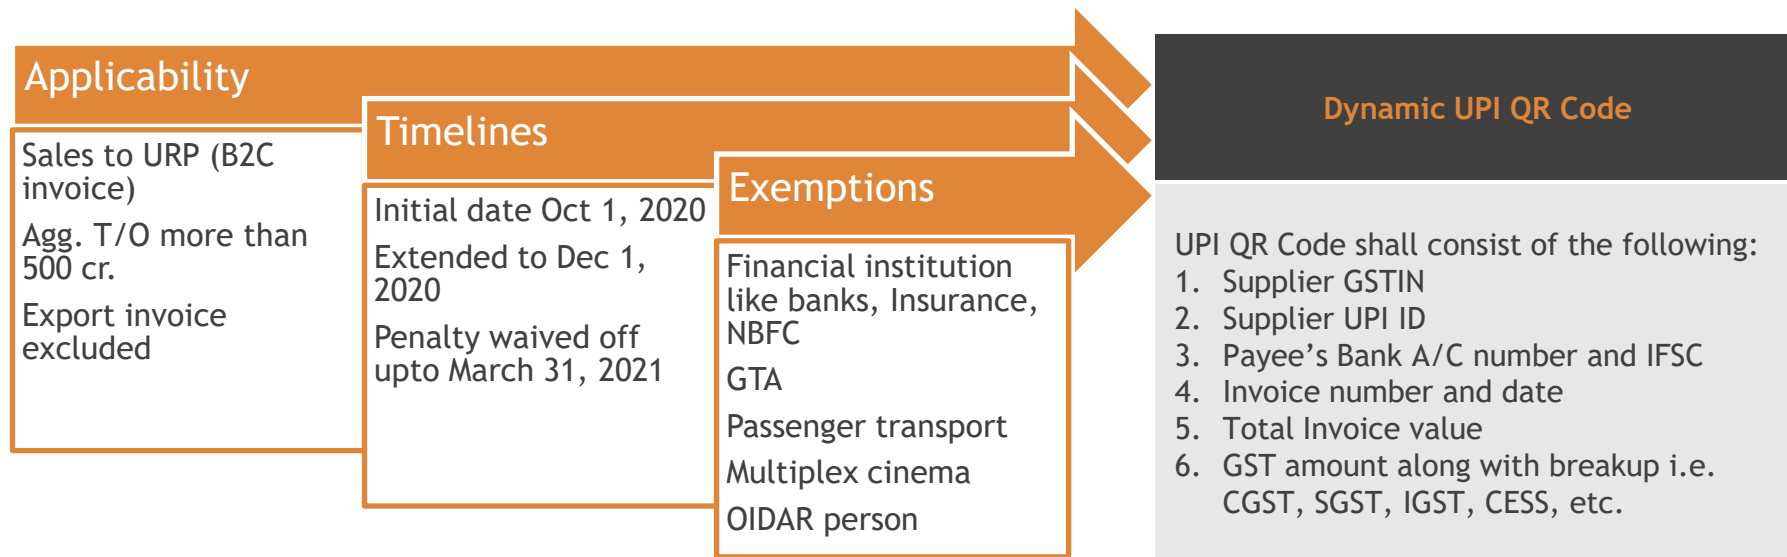 Applicability
Sales to URP (B2C
invoice)
Agg. T/O more than
500 cr.
Export invoice
excluded
Timelines
Initial date Oct 1, 2020
Extended to Dec 1,
2020
Penalty waived off
upto March 31, 2021
Exemptions
Financial institution
like banks, Insurance,
NBFC
GTA
Passenger transport
Multiplex cinema
OIDAR person
Dynamic UPI QR Code
UPI QR Code shall consist of the following:
1. Supplier GSTIN
2. Supplier UPI ID
3. Payee’s Bank A/C number and IFSC
4. Invoice number and date
5. Total Invoice value
6. GST amount along with breakup i.e.
CGST, SGST, IGST, CESS, etc.